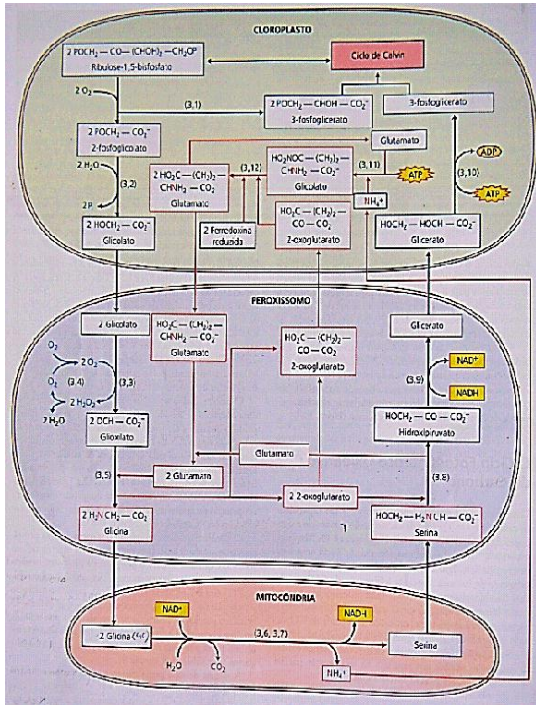 CLOROPLASTO
2 POCH₂ — CO — (CHOH)₂ — CH₂OP
Ribulose-1,5-bisfosfato
Ciclo de Calvin
2 O₂
(3,1)
2 POCH₂ — CHOH — CO₂⁻
3-fosfoglicerato
3-fosfoglicerato
2 POCH₂ — CO₂⁻
2-fosfoglicolato
Glutamato
2 H₂O
(3,2)
2 P
2 HO₂C — (CH₂)₂ —
CHNH₂ — CO₂
Glutamato
(3,12)
HO₂NOC — (CH₂)₂ —
CHNH₂ — CO₂⁻
Glicolato
(3,11)
ATP
NH₄⁺
ADP
(3,10)
ATP
2 HOCH₂ — CO₂⁻
Glicolato
2 Ferredoxina
reduzida
HO₂C — (CH₂)₂ —
CO — CO₂
2-oxoglutarato
HOCH₂ — HOCH — CO₂⁻
Glicerato
PEROXISSOMO
2 Glicolato
HO₂C — (CH₂)₂ —
CHNH₂ — CO₂⁻
Glutamato
HO₂C — (CH₂)₂ —
CO — CO₂
2-oxoglutarato
Glicerato
O₂
2 O₂
O₂
(3,4)
(3,3)
2 H₂O₂
2 H₂O
NAD⁺
(3,9)
NADH
2 OCH — CO₂⁻
Glioxilato
HOCH₂ — CO — CO₂⁻
Hidroxipiruvato
Glutamato
(3,5)
2 Glutamato
(3,8)
2 2-oxoglutarato
2 H₂NCH₂ — CO₂⁻
Glicina
HOCH₂ — H₂NCH — CO₂⁻
Serina
MITOCÔNDRIA
NAD⁺
NADH
2 Glicina
(3,6, 3,7)
Serina
H₂O
CO₂
NH₄⁺